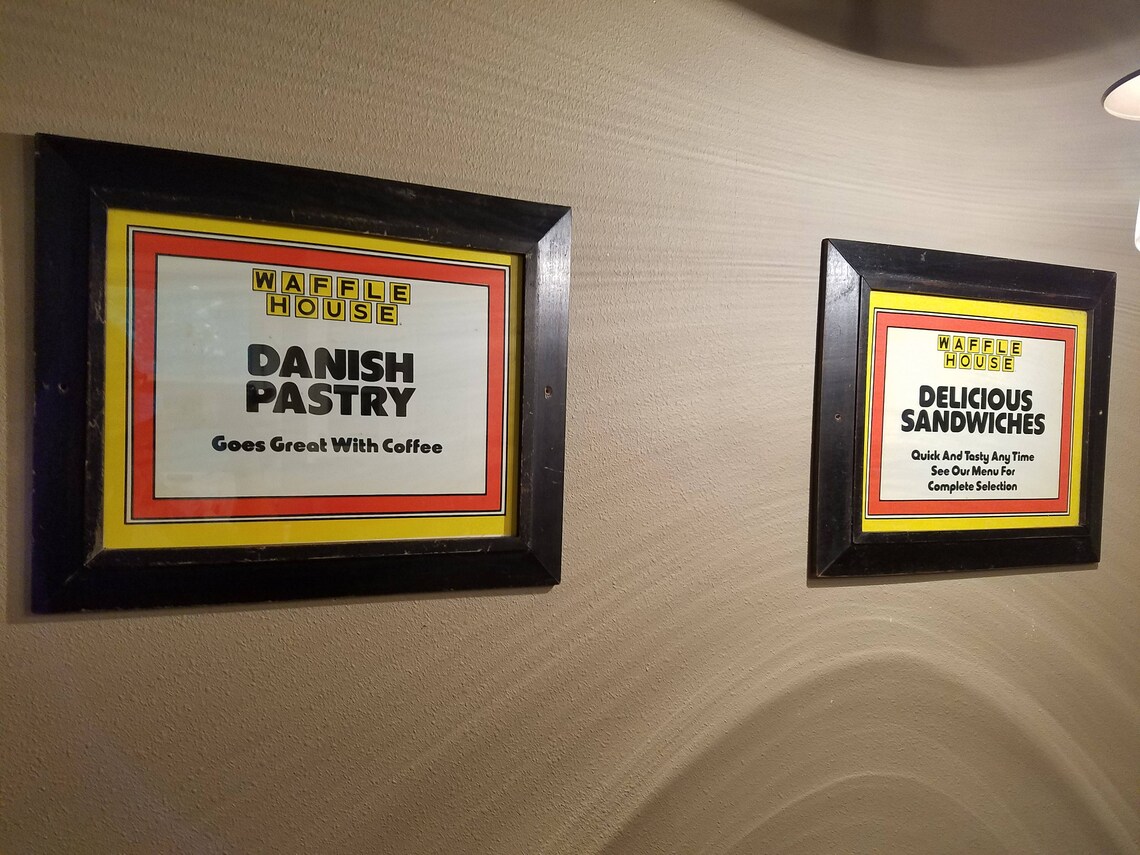 WAFFLE
HOUSE
DANISH
PASTRY
Goes Great With Coffee
WAFFLE
HOUSE
DELICIOUS
SANDWICHES
Quick And Tasty Any Time
See Our Menu For
Complete Selection